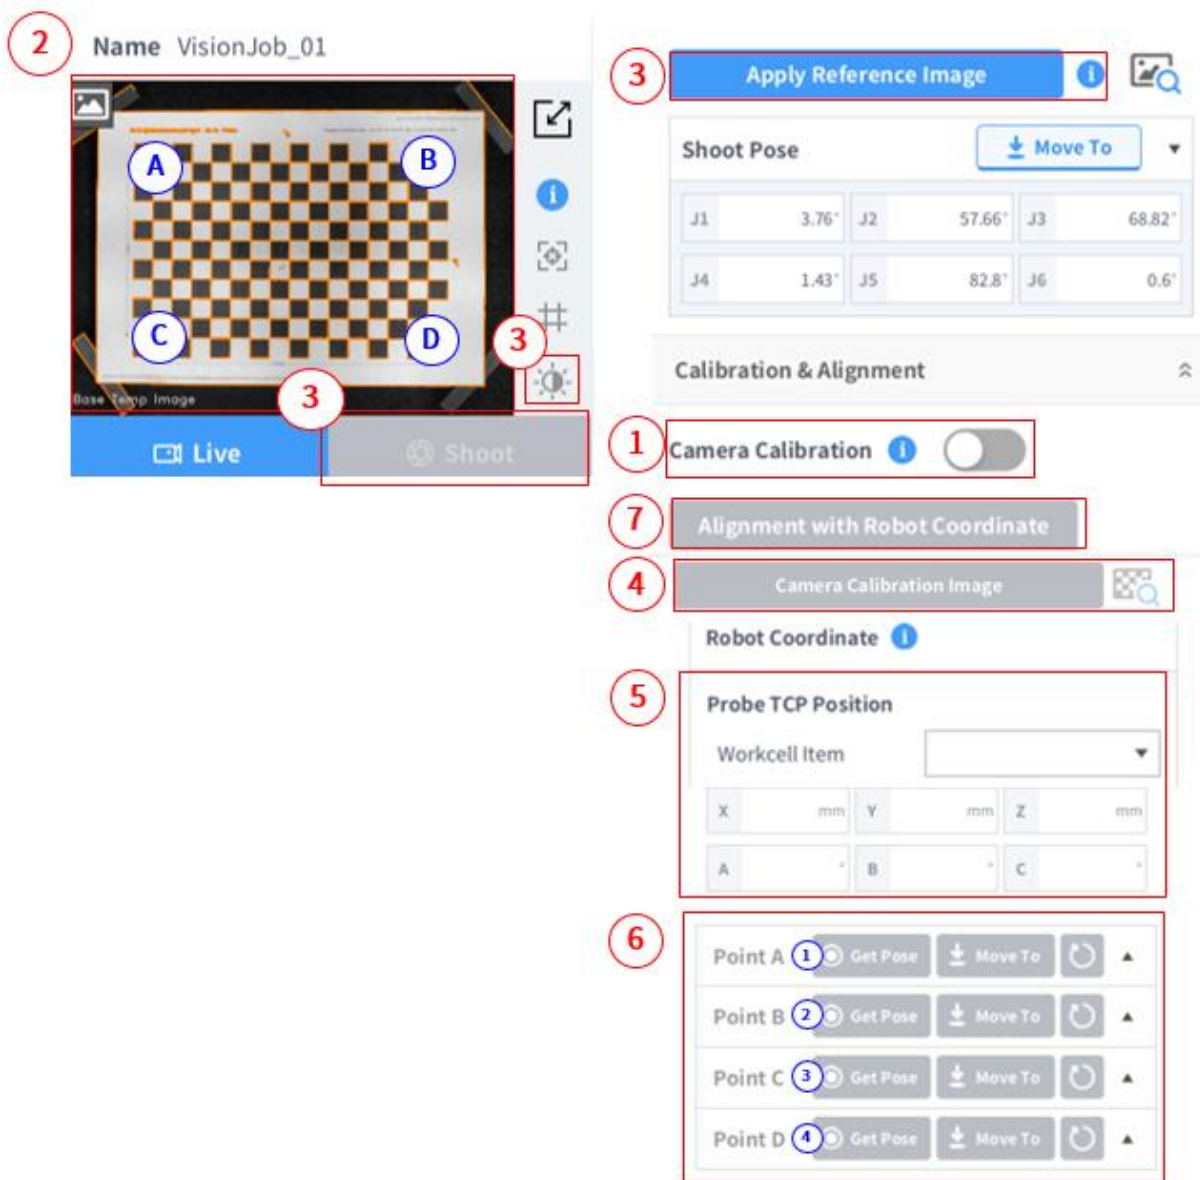 2
Name VisionJob_01
A
B
C
D
3
3
Base Temp Image
Live
Shoot
3
Apply Reference Image
i
Shoot Pose
Move To
J1 3.76° J2 57.66° J3 68.82°
J4 1.43° J5 82.8° J6 0.6°
Calibration & Alignment
1
Camera Calibration i
7
Alignment with Robot Coordinate
4
Camera Calibration Image
Robot Coordinate i
5
Probe TCP Position
Workcell Item
X mm Y mm Z mm
A ° B ° C °
6
Point A 1 Get Pose Move To
Point B 2 Get Pose Move To
Point C 3 Get Pose Move To
Point D 4 Get Pose Move To